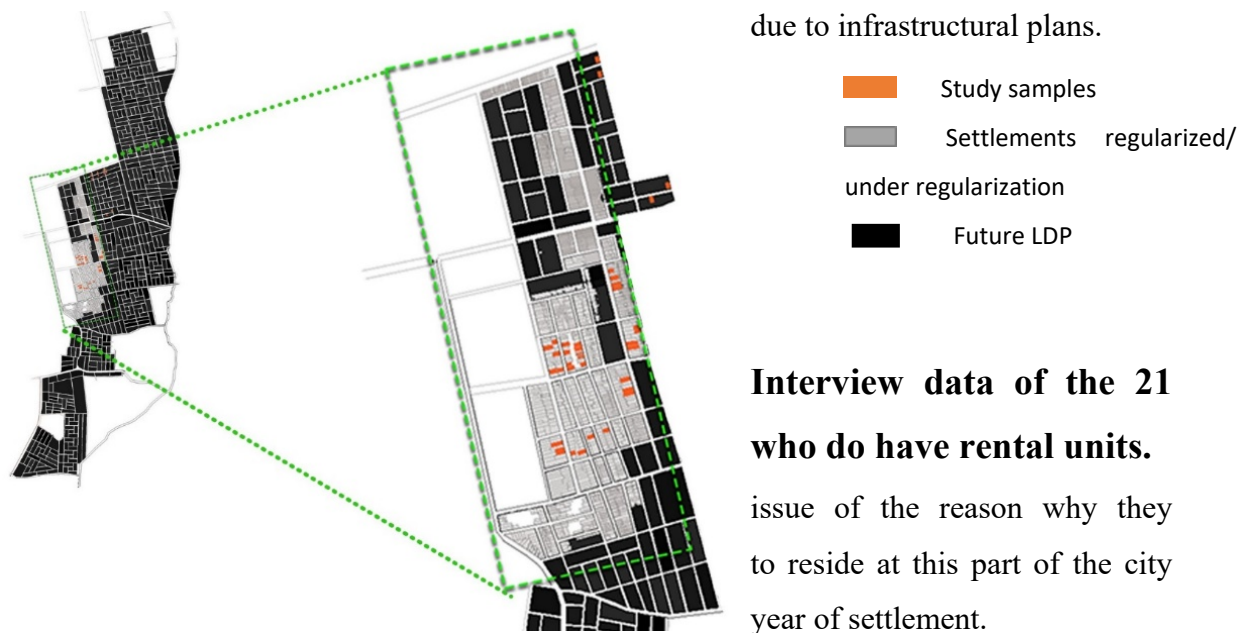 due to infrastructural plans.
Study samples
Settlements regularized/
under regularization
Future LDP
Interview data of the 21
who do have rental units.
issue of the reason why they
to reside at this part of the city
year of settlement.